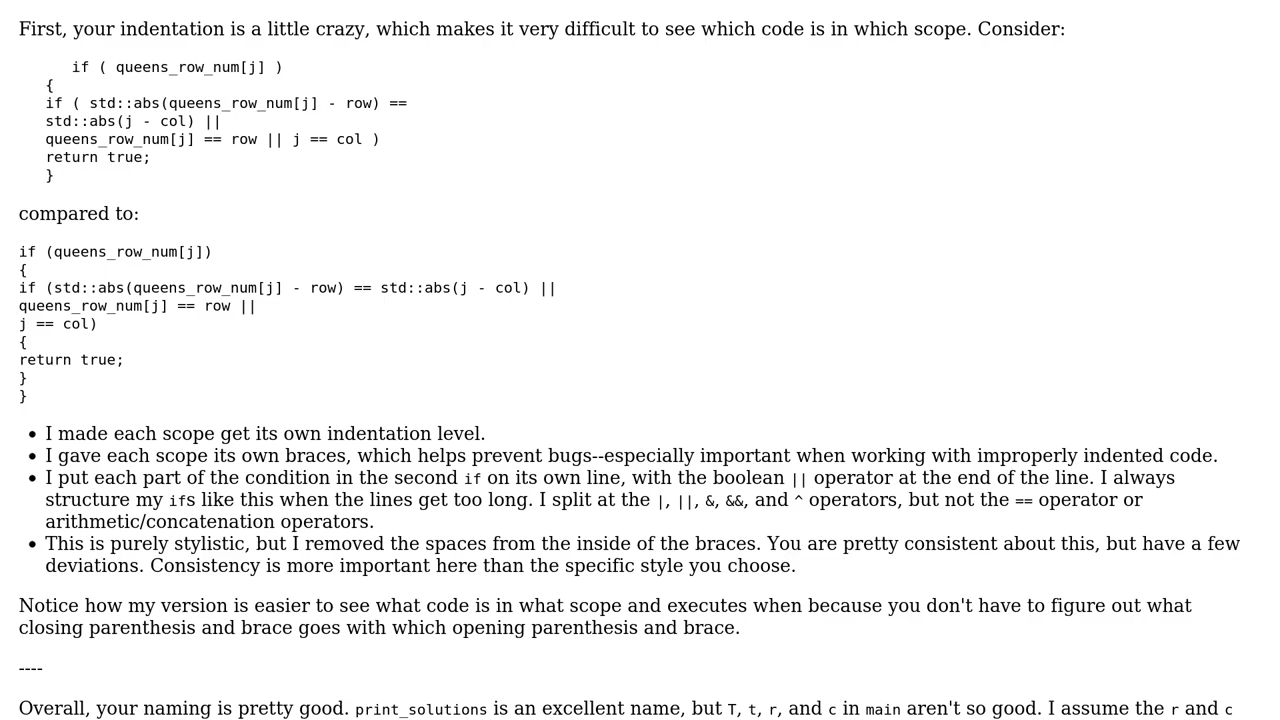 First, your indentation is a little crazy, which makes it very difficult to see which code is in which scope. Consider:
if ( queens_row_num[j] )
{
if ( std::abs(queens_row_num[j] - row) ==
std::abs(j - col) ||
queens_row_num[j] == row || j == col )
return true;
}
compared to:
if (queens_row_num[j])
{
if (std::abs(queens_row_num[j] - row) == std::abs(j - col) ||
queens_row_num[j] == row ||
j == col)
{
return true;
}
}
• I made each scope get its own indentation level.
• I gave each scope its own braces, which helps prevent bugs--especially important when working with improperly indented code.
• I put each part of the condition in the second if on its own line, with the boolean || operator at the end of the line. I always
structure my ifs like this when the lines get too long. I split at the |, ||, &, &&, and ^ operators, but not the == operator or
arithmetic/concatenation operators.
• This is purely stylistic, but I removed the spaces from the inside of the braces. You are pretty consistent about this, but have a few
deviations. Consistency is more important here than the specific style you choose.
Notice how my version is easier to see what code is in what scope and executes when because you don't have to figure out what
closing parenthesis and brace goes with which opening parenthesis and brace.
----
Overall, your naming is pretty good. print_solutions is an excellent name, but T, t, r, and c in main aren't so good. I assume the r and c